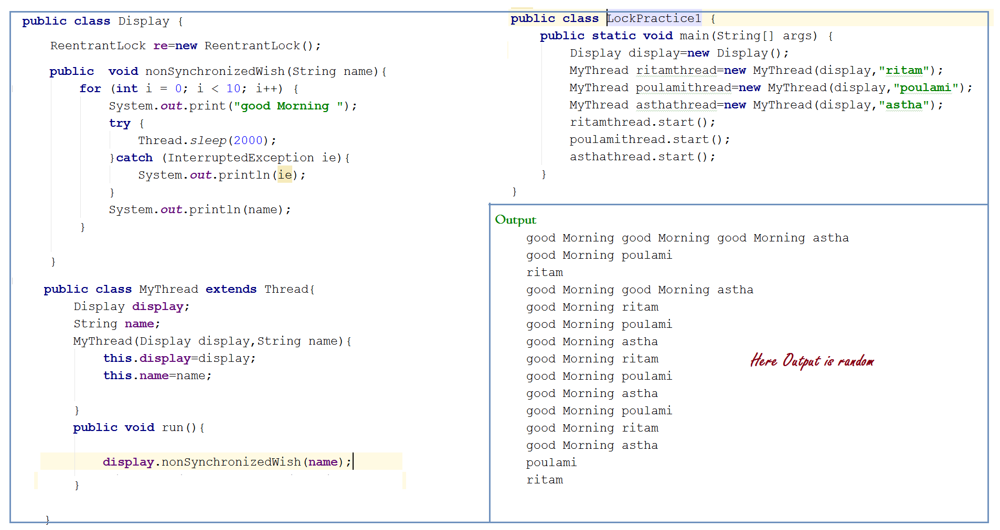 public class Display {
ReentrantLock re=new ReentrantLock();
public  void nonSynchronizedWish(String name){
for (int i = 0; i < 10; i++) {
System.out.print("good Morning ");
try {
Thread.sleep(2000);
}catch (InterruptedException ie){
System.out.println(ie);
}
System.out.println(name);
}
}
public class MyThread extends Thread{
Display display;
String name;
MyThread(Display display,String name){
this.display=display;
this.name=name;
}
public void run(){
display.nonSynchronizedWish(name);
}
}
public class LockPractice1 {
public static void main(String[] args) {
Display display=new Display();
MyThread ritamthread=new MyThread(display,"ritam");
MyThread poulamithread=new MyThread(display,"poulami");
MyThread asthathread=new MyThread(display,"astha");
ritamthread.start();
poulamithread.start();
asthathread.start();
}
}
Output
good Morning good Morning good Morning astha
good Morning poulami
ritam
good Morning good Morning astha
good Morning ritam
good Morning poulami
good Morning astha
good Morning ritam
good Morning poulami
good Morning astha
good Morning poulami
good Morning ritam
good Morning astha
poulami
ritam
Here Output is random